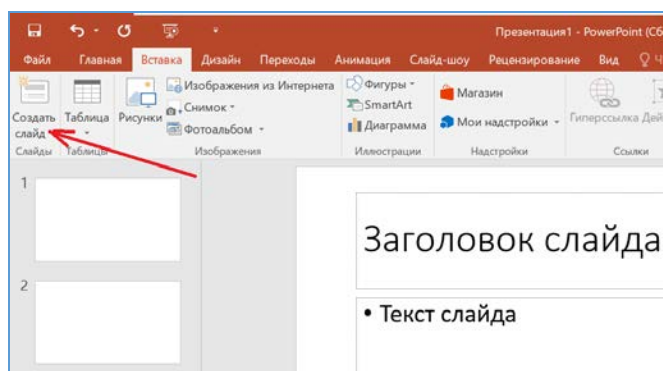 Презентация1 - PowerPoint (Сб
Файл Главная Вставка Дизайн Переходы Анимация Слайд-шоу Рецензирование Вид
Создать слайд
Таблица
Рисунки
Изображения из Интернета
Снимок
Фотоальбом
Фигуры
SmartArt
Диаграмма
Магазин
Мои надстройки
Гиперссылка
Слайды Таблицы Изображения Иллюстрации Надстройки Ссылки
1
2
Заголовок слайда
• Текст слайда